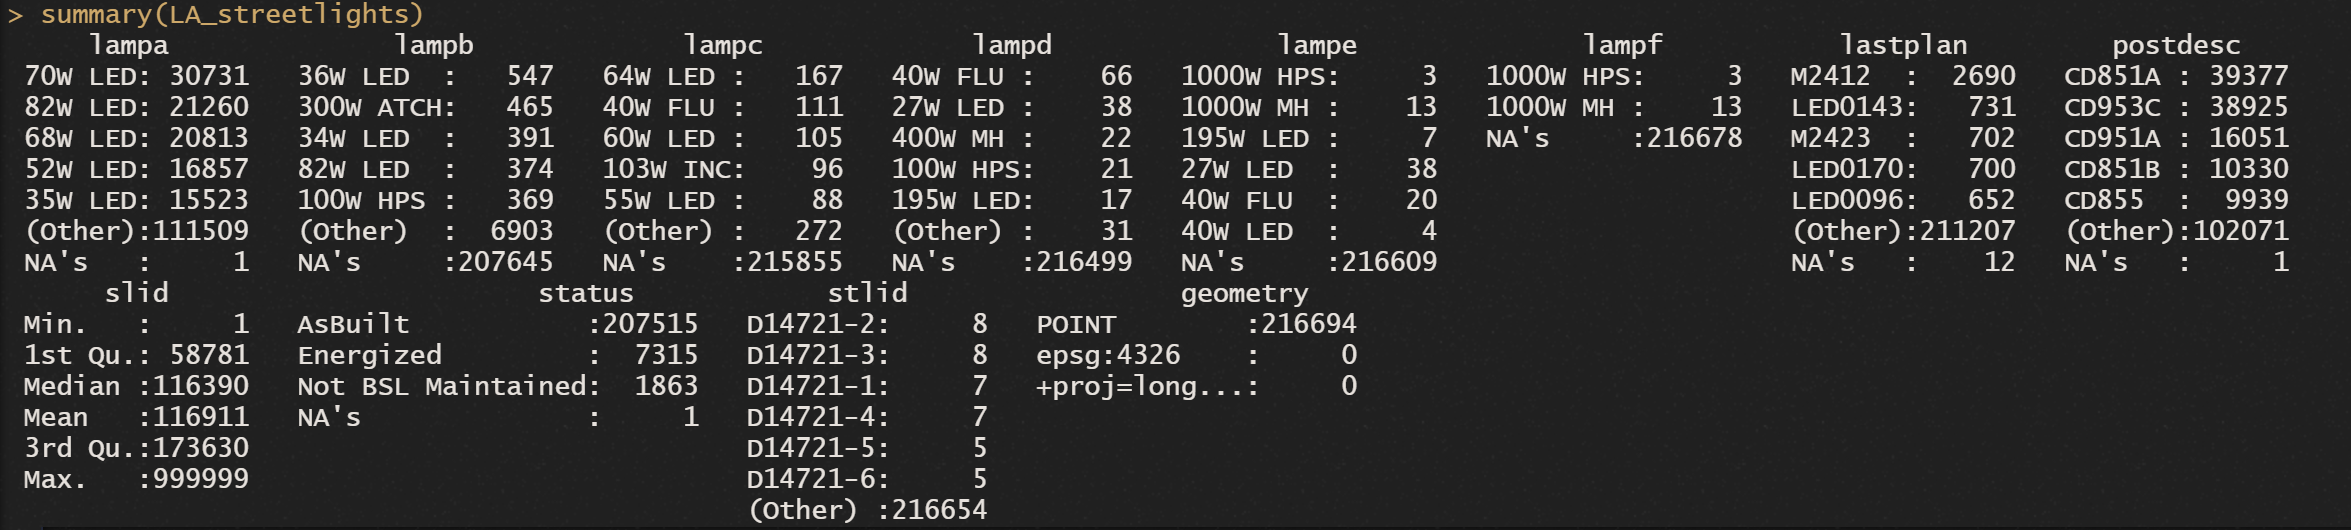 > summary(LA_streetlights)
lampa lampb lampc lampd lampe lampf lastplan postdesc
70W LED: 30731 36W LED : 547 64W LED : 167 40W FLU : 66 1000W HPS: 3 1000W HPS: 3 M2412 : 2690 CD851A : 39377
82W LED: 21260 300W ATCH: 465 40W FLU : 111 27W LED : 38 1000W MH : 13 1000W MH : 13 LED0143: 731 CD953C : 38925
68W LED: 20813 34W LED : 391 60W LED : 105 400W MH : 22 195W LED : 7 NA's :216678 M2423 : 702 CD951A : 16051
52W LED: 16857 82W LED : 374 103W INC: 96 100W HPS: 21 27W LED : 38 LED0170: 700 CD851B : 10330
35W LED: 15523 100W HPS : 369 55W LED : 88 195W LED: 17 40W FLU : 20 LED0096: 652 CD855 : 9939
(Other):111509 (Other) : 6903 (Other) : 272 (Other) : 31 40W LED : 4 (Other):211207 (Other):102071
NA's : 1 NA's :207645 NA's :215855 NA's :216499 NA's :216609 NA's : 12 NA's : 1
slid status stlid geometry
Min. : 1 AsBuilt :207515 D14721-2: 8 POINT :216694
1st Qu.: 58781 Energized : 7315 D14721-3: 8 epsg:4326 : 0
Median :116390 Not BSL Maintained: 1863 D14721-1: 7 +proj=long...: 0
Mean :116911 NA's : 1 D14721-4: 7
3rd Qu.:173630 D14721-5: 5
Max. :999999 D14721-6: 5
(Other) :216654